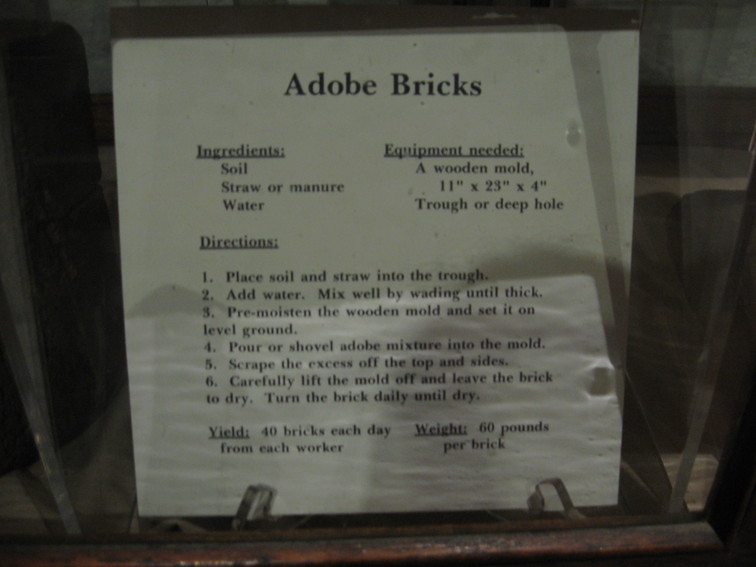 Adobe Bricks
Ingredients:
Soil
Straw or manure
Water
Equipment needed:
A wooden mold,
11" x 23" x 4"
Trough or deep hole
Directions:
1. Place soil and straw into the trough.
2. Add water. Mix well by wading until thick.
3. Pre-moisten the wooden mold and set it on
level ground.
4. Pour or shovel adobe mixture into the mold.
5. Scrape the excess off the top and sides.
6. Carefully lift the mold off and leave the brick
to dry. Turn the brick daily until dry.
Yield: 40 bricks each day
from each worker
Weight: 60 pounds
per brick